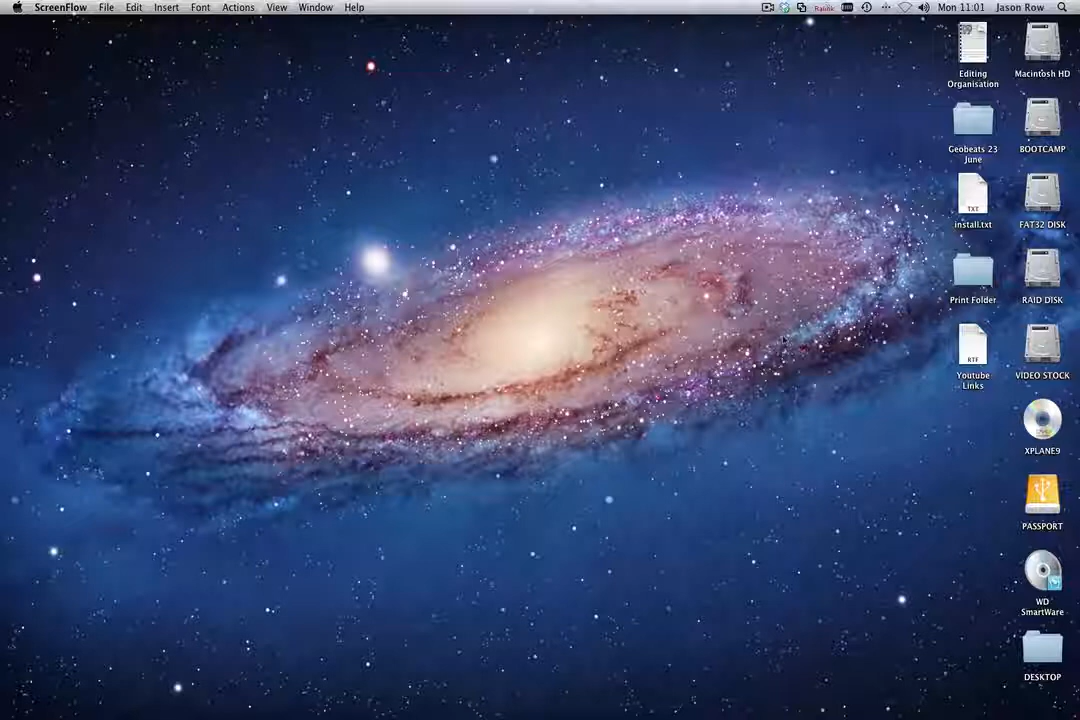 ScreenFlow File Edit Insert Font Actions View Window Help Mon 11:01 Jason Row
Editing
Organisation
Macintosh HD
Geobeats 23
June
BOOTCAMP
TXT
install.txt
FAT32 DISK
Print Folder
RAID DISK
RTF
Youtube
Links
VIDEO STOCK
XPLANE9
PASSPORT
WD
SmartWare
DESKTOP